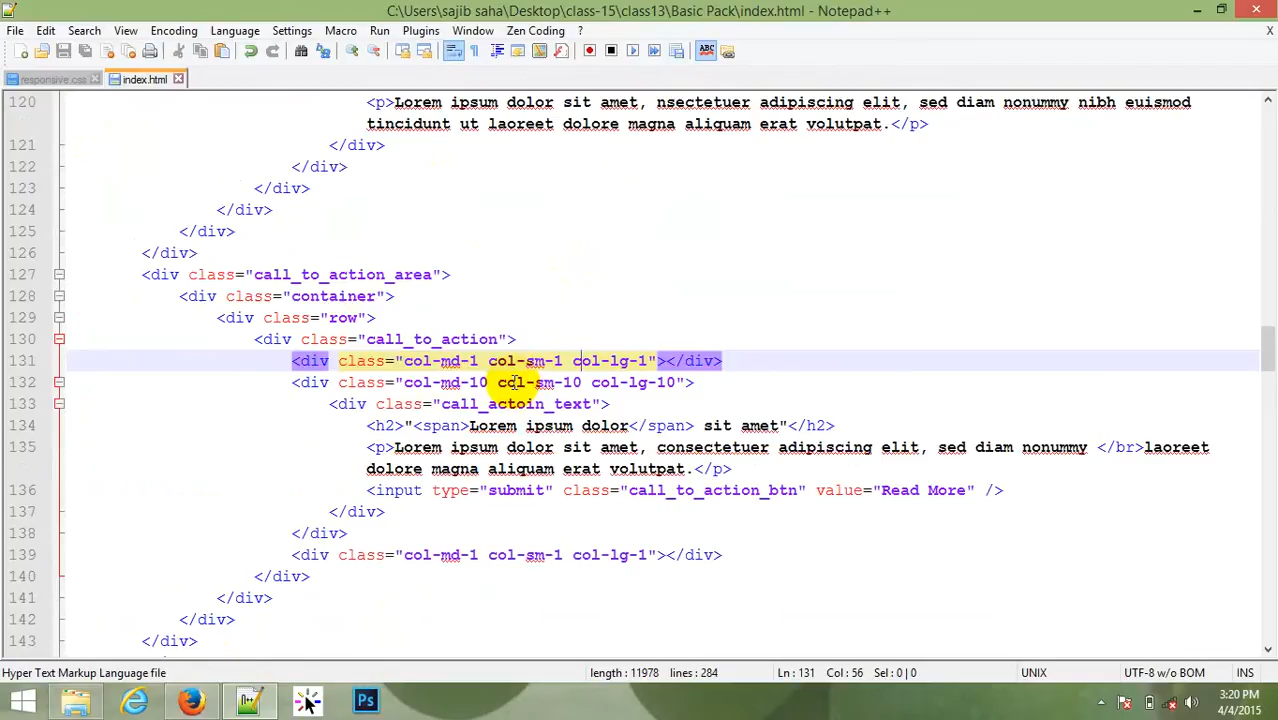 C:\Users\sajib saha\Desktop\class-15\class13\Basic Pack\index.html - Notepad++
File Edit Search View Encoding Language Settings Macro Run Plugins Window Zen Coding ? X
responsive.css index.html
120 <p>Lorem ipsum dolor sit amet, nsectetuer adipiscing elit, sed diam nonummy nibh euismod
tincidunt ut laoreet dolore magna aliquam erat volutpat.</p>
121 </div>
122 </div>
123 </div>
124 </div>
125 </div>
126 </div>
127 <div class="call_to_action_area">
128 <div class="container">
129 <div class="row">
130 <div class="call_to_action">
131 <div class="col-md-1 col-sm-1 col-lg-1"></div>
132 <div class="col-md-10 col-sm-10 col-lg-10">
133 <div class="call_actoin_text">
134 <h2>"<span>Lorem ipsum dolor</span> sit amet"</h2>
135 <p>Lorem ipsum dolor sit amet, consectetuer adipiscing elit, sed diam nonummy </br>laoreet
dolore magna aliquam erat volutpat.</p>
136 <input type="submit" class="call_to_action_btn" value="Read More" />
137 </div>
138 </div>
139 <div class="col-md-1 col-sm-1 col-lg-1"></div>
140 </div>
141 </div>
142 </div>
143 </div>
Hyper Text Markup Language file length : 11978 lines : 284 Ln : 131 Col : 56 Sel : 0 | 0 UNIX UTF-8 w/o BOM INS
Ps
3:20 PM
4/4/2015